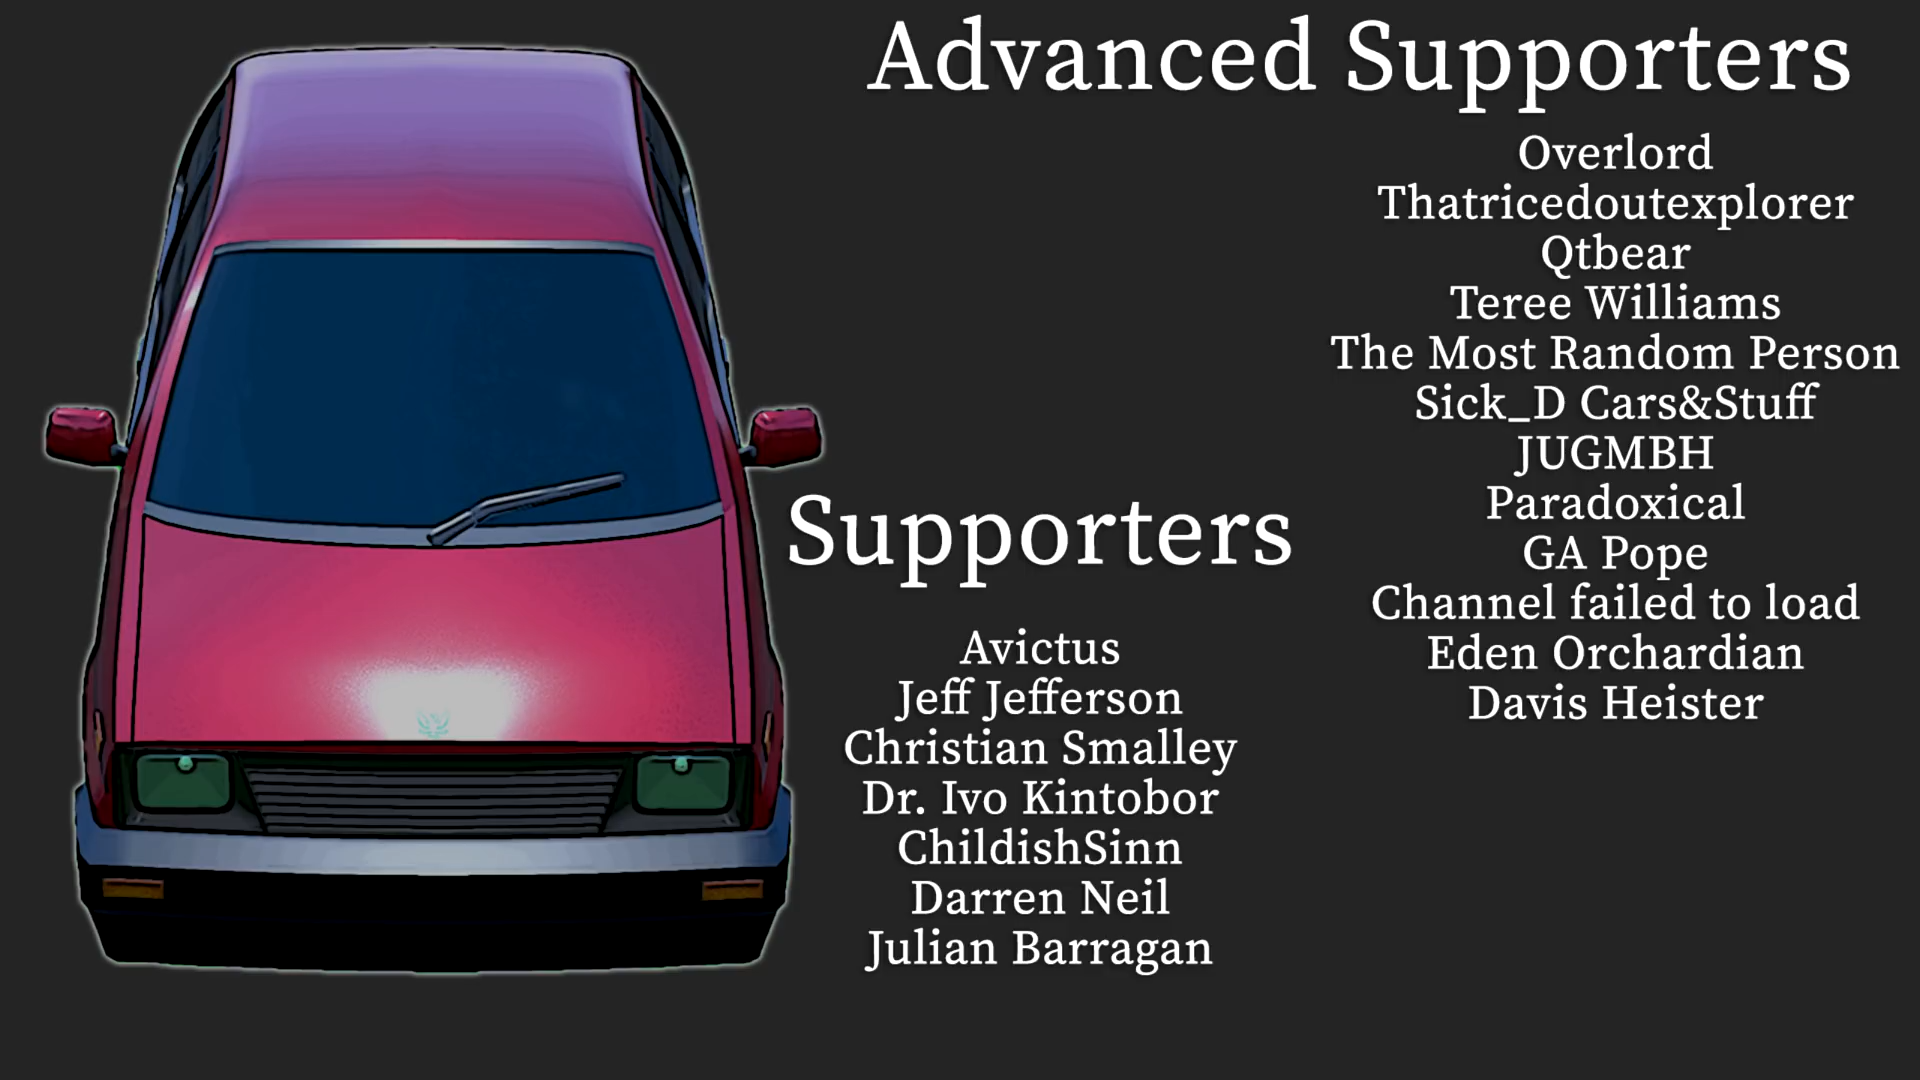 Advanced Supporters
Overlord
Thatricedoutexplorer
Qtbear
Teree Williams
The Most Random Person
Sick_D Cars&Stuff
JUGMBH
Paradoxical
GA Pope
Channel failed to load
Eden Orchardian
Davis Heister
Supporters
Avictus
Jeff Jefferson
Christian Smalley
Dr. Ivo Kintobor
ChildishSinn
Darren Neil
Julian Barragan